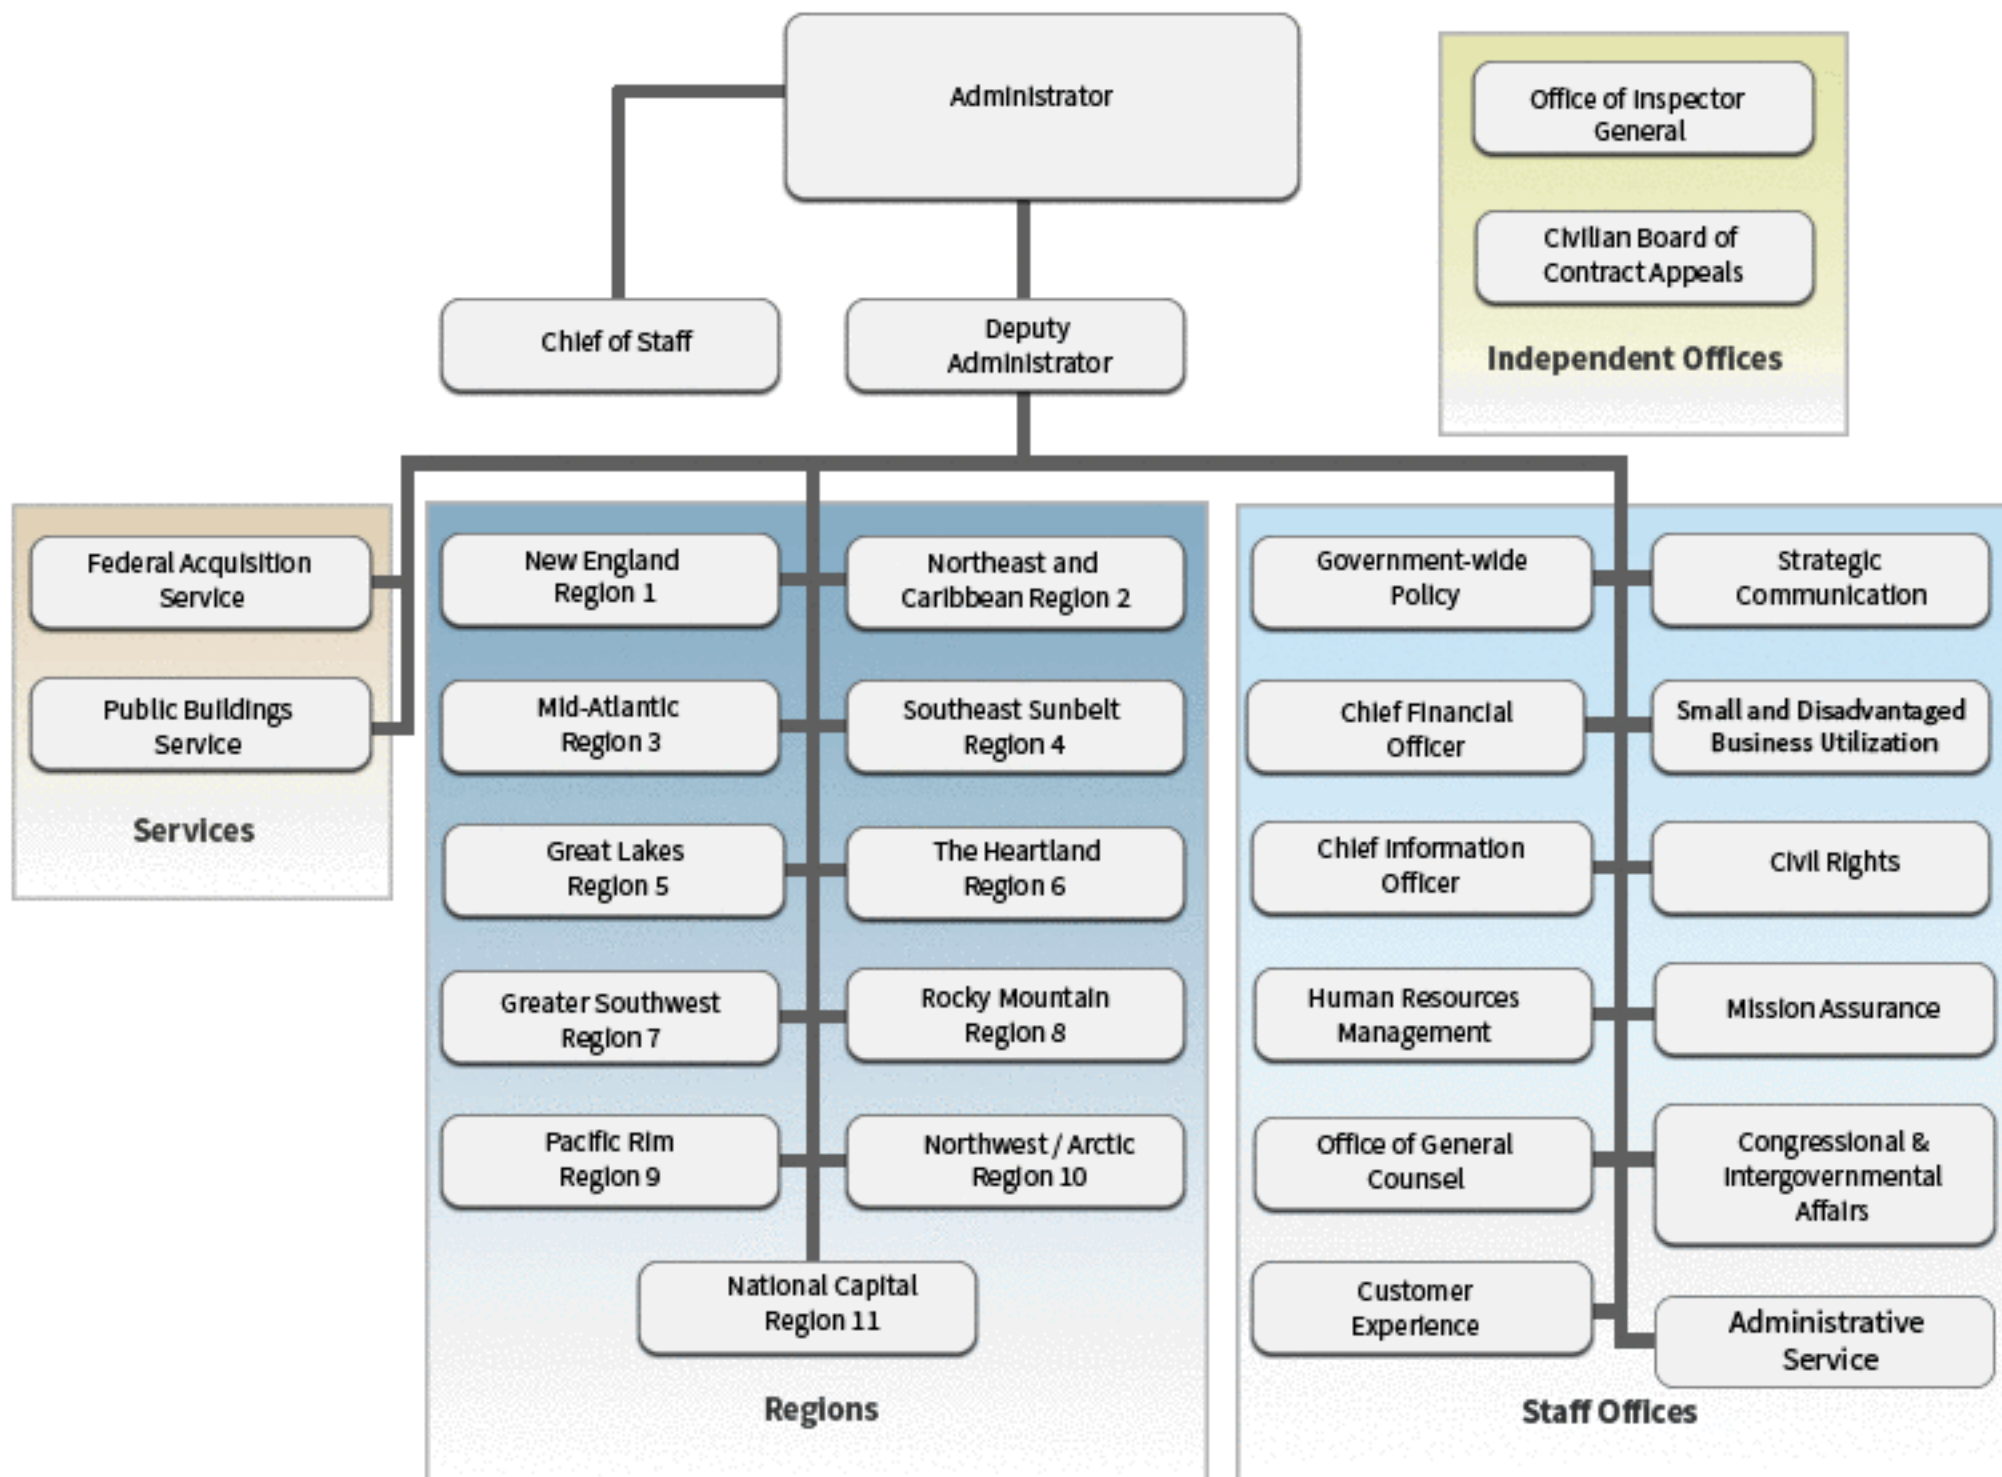 Administrator
Office of Inspector
General
Civilian Board of
Contract Appeals
Independent Offices
Chief of Staff
Deputy
Administrator
Federal Acquisition
Service
Public Buildings
Service
Services
New England
Region 1
Northeast and
Caribbean Region 2
Mid-Atlantic
Region 3
Southeast Sunbelt
Region 4
Great Lakes
Region 5
The Heartland
Region 6
Greater Southwest
Region 7
Rocky Mountain
Region 8
Pacific Rim
Region 9
Northwest / Arctic
Region 10
National Capital
Region 11
Regions
Government-wide
Policy
Strategic
Communication
Chief Financial
Officer
Small and Disadvantaged
Business Utilization
Chief Information
Officer
Civil Rights
Human Resources
Management
Mission Assurance
Office of General
Counsel
Congressional &
Intergovernmental
Affairs
Customer
Experience
Administrative
Service
Staff Offices